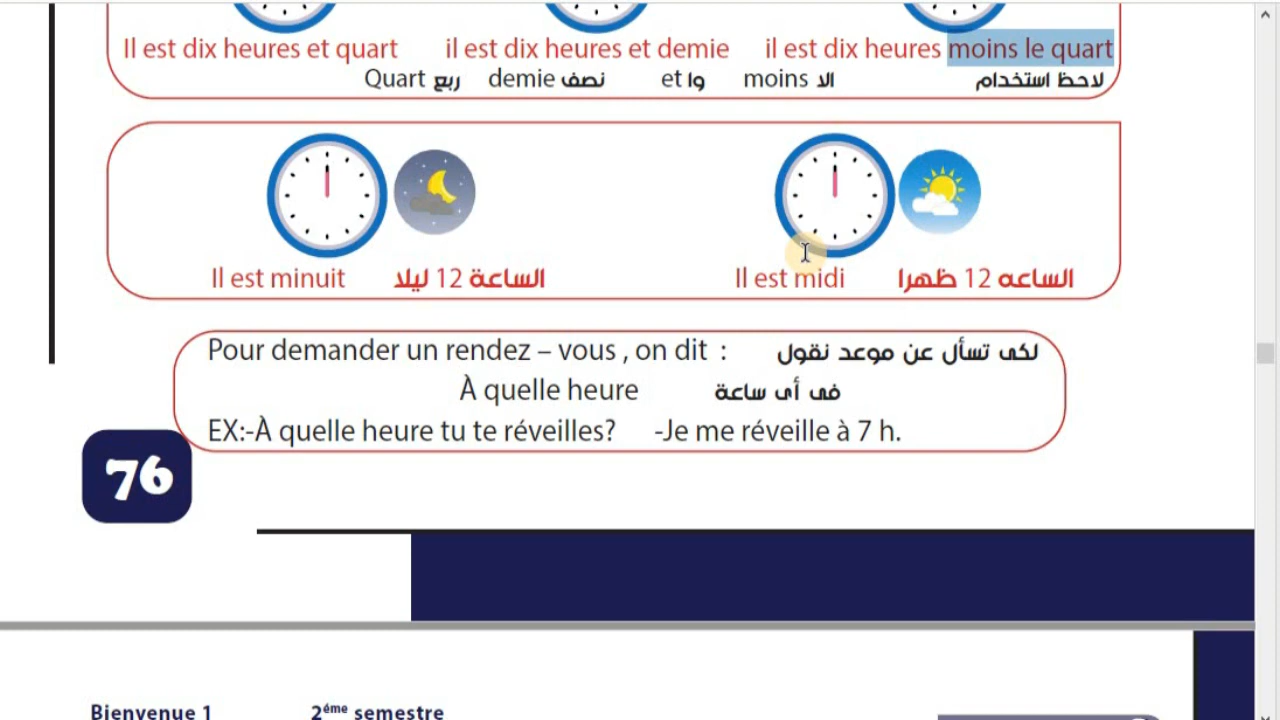 Il est dix heures et quart il est dix heures et demie il est dix heures moins le quart
Quart ربع demie نصف et وا moins الا لاحظ استخدام
Il est minuit الساعة 12 ليلا Il est midi الساعه 12 ظهرا
Pour demander un rendez – vous , on dit : لكى تسأل عن موعد نقول
À quelle heure فى أى ساعة
EX:-À quelle heure tu te réveilles? -Je me réveille à 7 h.
76
Bienvenue 1 2éme semestre